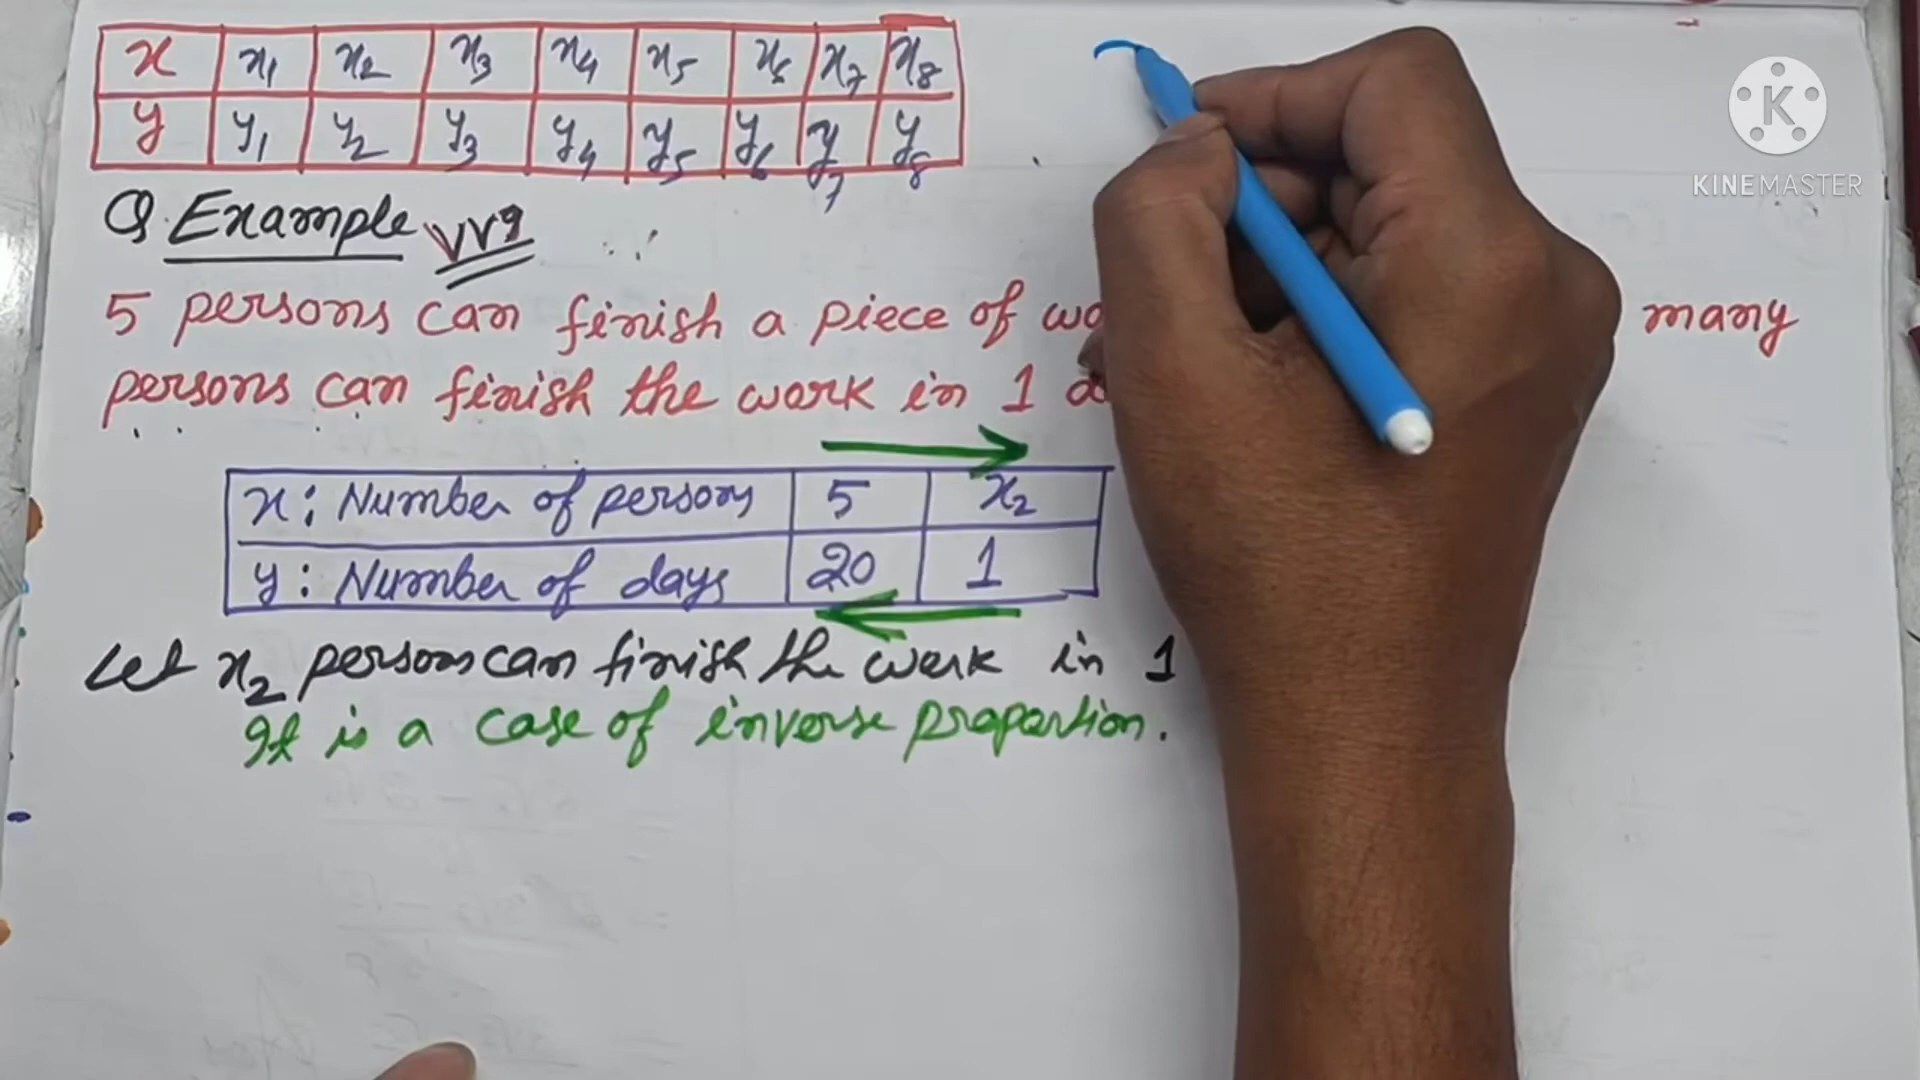 x x1 x2 x3 x4 x5 x6 x7 x8
y y1 y2 y3 y4 y5 y6 y7 y8
Q. Example
5 persons can finish a piece of many
persons can finish the work in 1
x : Number of persons 5 x2
y : Number of days 20 1
Let x2 persons can finish the work in 1
It is a case of inverse proportion.
KINEMASTER